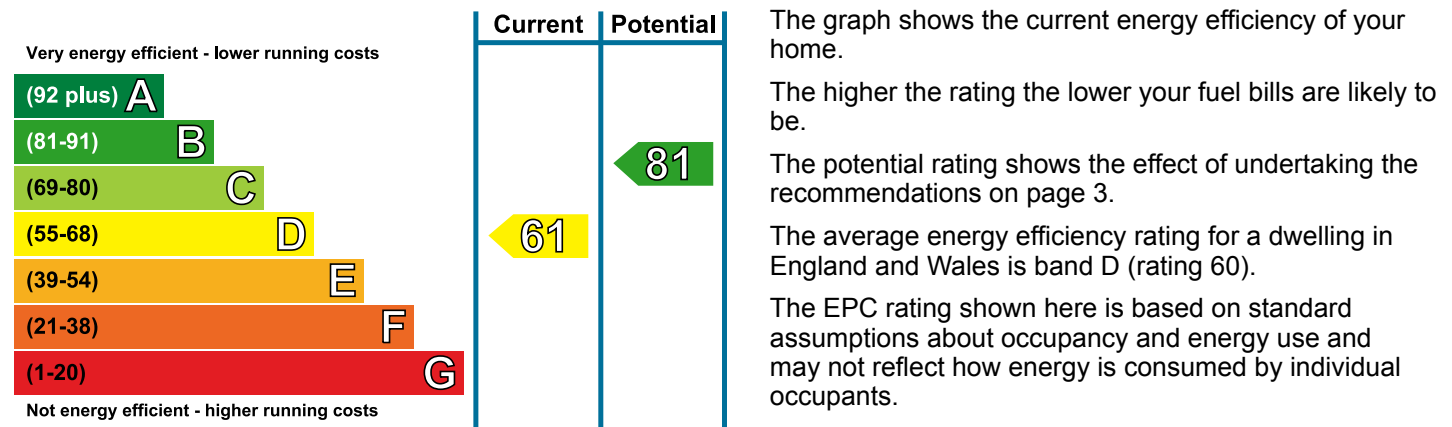 Current Potential
Very energy efficient - lower running costs
(92 plus) A
(81-91) B
(69-80) C
(55-68) D
(39-54) E
(21-38) F
(1-20) G
Not energy efficient - higher running costs
81
61
The graph shows the current energy efficiency of your
home.
The higher the rating the lower your fuel bills are likely to
be.
The potential rating shows the effect of undertaking the
recommendations on page 3.
The average energy efficiency rating for a dwelling in
England and Wales is band D (rating 60).
The EPC rating shown here is based on standard
assumptions about occupancy and energy use and
may not reflect how energy is consumed by individual
occupants.